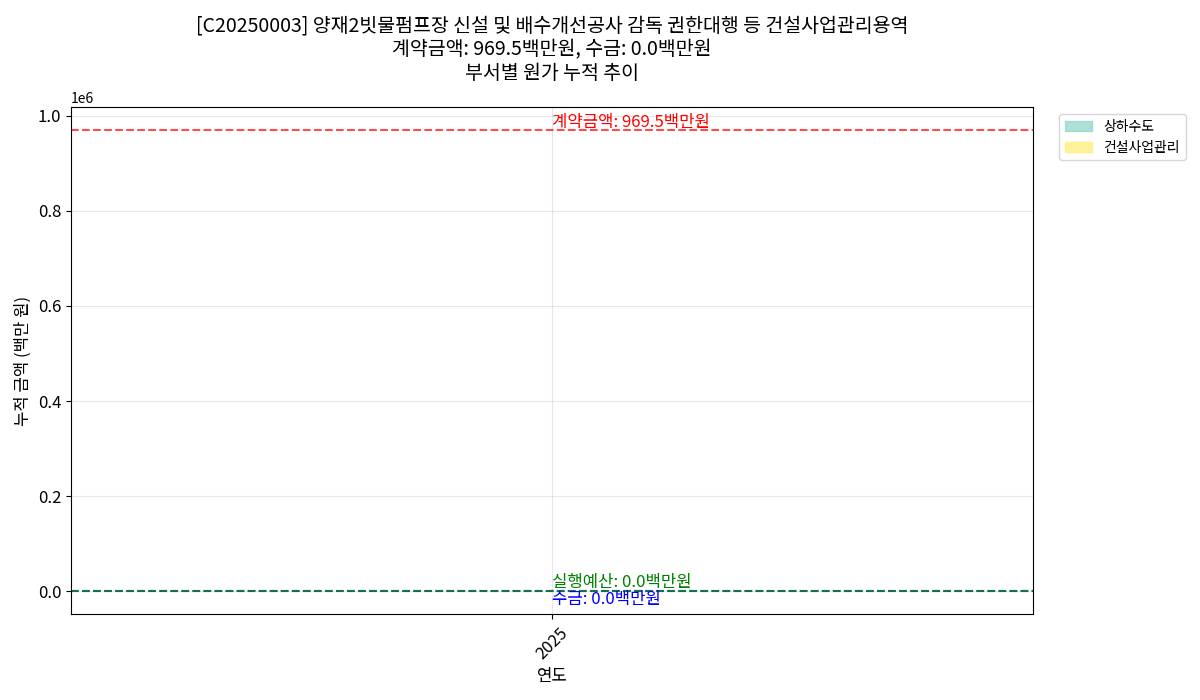 [C20250003] 양재2빗물펌프장 신설 및 배수개선공사 감독 권한대행 등 건설사업관리용역
계약금액: 969.5백만원, 수금: 0.0백만원
부서별 원가 누적 추이
1e6
1.0
계약금액: 969.5백만원
상하수도
건설사업관리
0.8
0.6
누적 금액 (백만 원)
0.4
0.2
실행예산: 0.0백만원
0.0
수금: 0.0백만원
2025
연도